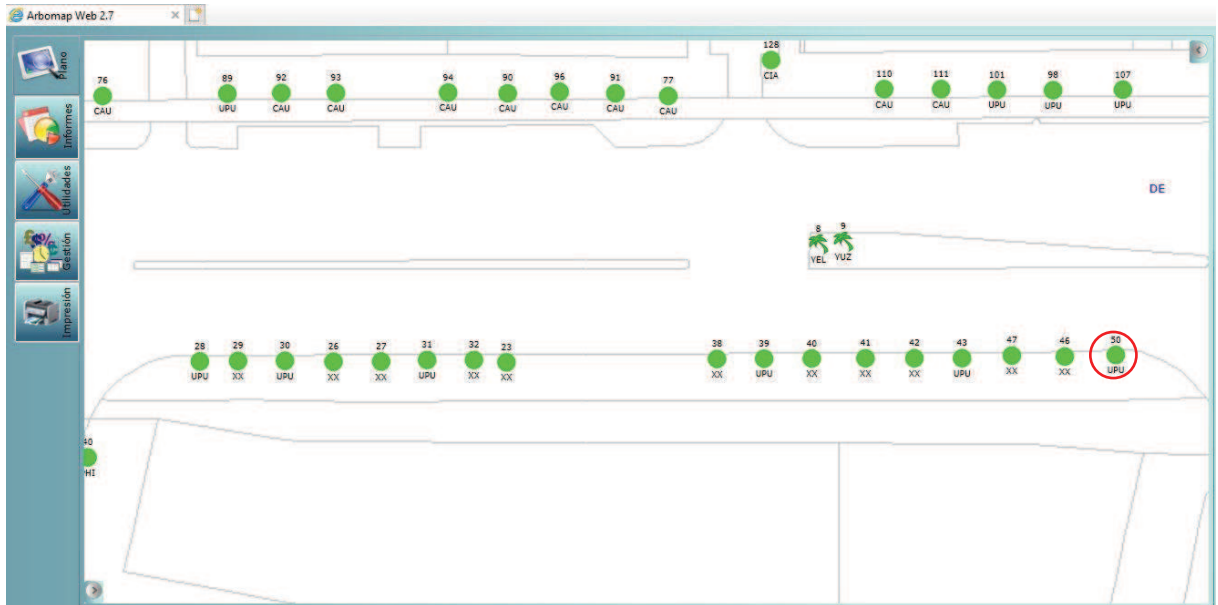 Arbomap Web 2.7
Plano
Informes
Utilidades
Gestión
Impresión
128
CIA
76 89 92 93 94 90 96 91 77 110 111 101 98 107
CAU UPU CAU CAU CAU CAU CAU CAU CAU CAU CAU UPU UPU UPU
DE
8 9
YEL YUZ
28 29 30 26 27 31 32 23 38 39 40 41 42 43 47 46 50
UPU XX UPU XX XX UPU XX XX XX UPU XX XX XX UPU XX XX UPU
40
HI